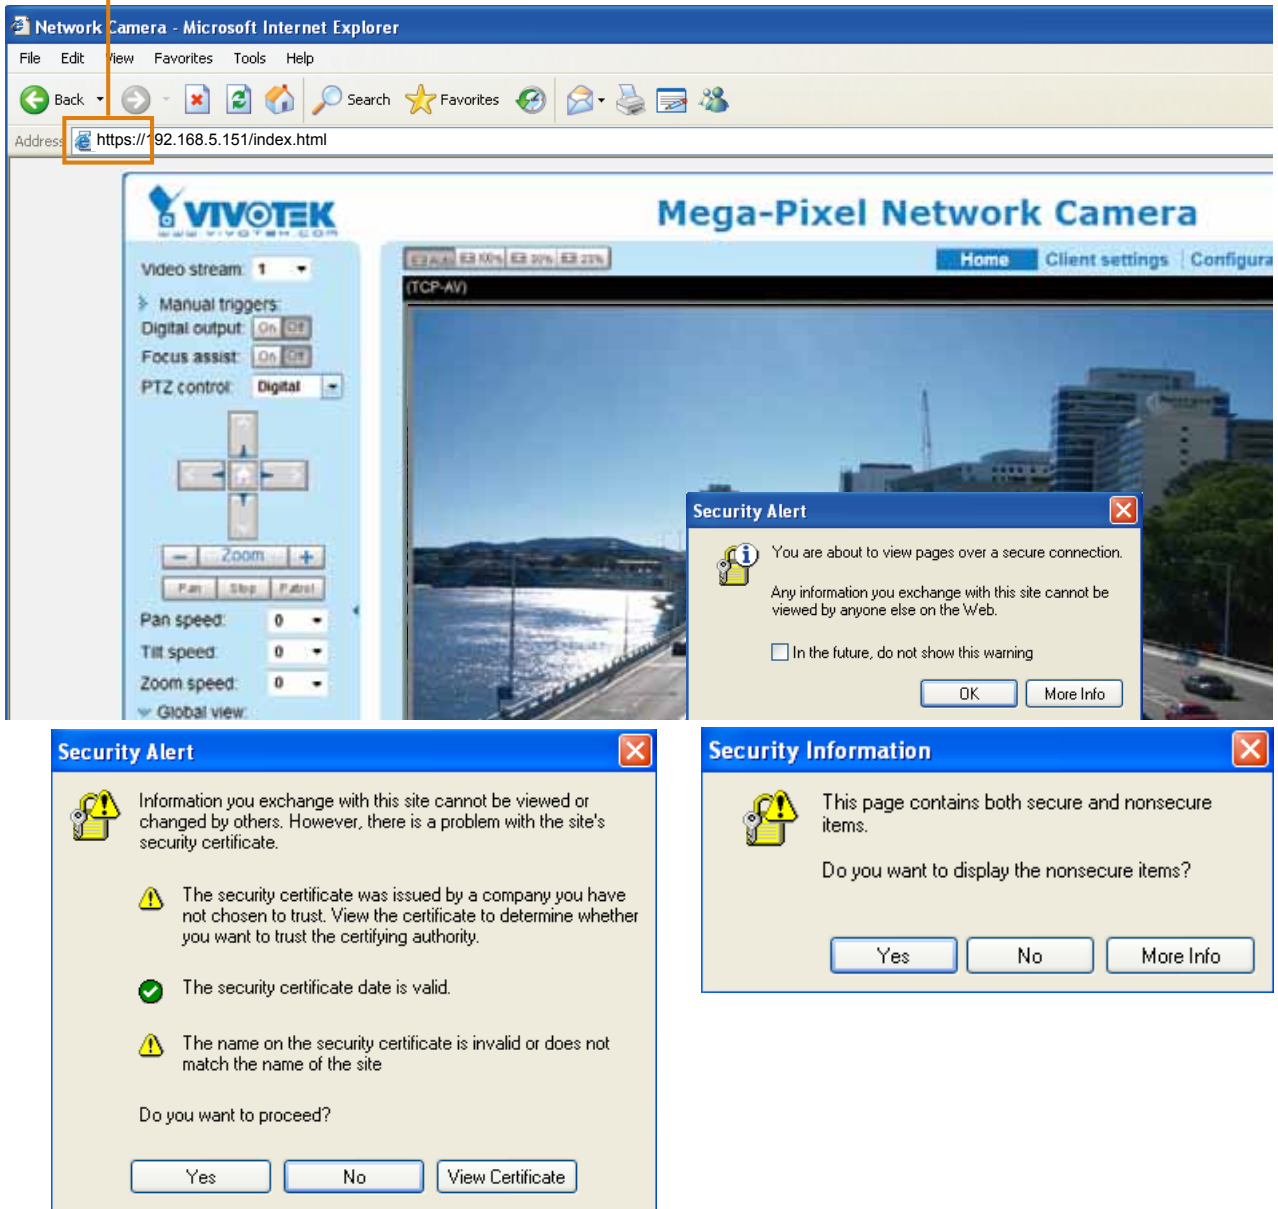 Network Camera - Microsoft Internet Explorer
File Edit View Favorites Tools Help
Back Search Favorites
Address https://192.168.5.151/index.html
VIVOTEK
WWW.VIVOTEK.COM
Mega-Pixel Network Camera
Video stream: 1
Auto 100% 50% 25%
Home Client settings Configura
(TCP-AV)
Manual triggers:
Digital output: On Off
Focus assist: On Off
PTZ control: Digital
Zoom
Pan Stop Patrol
Pan speed: 0
Tilt speed: 0
Zoom speed: 0
Global view:
Security Alert
You are about to view pages over a secure connection.
Any information you exchange with this site cannot be
viewed by anyone else on the Web.
In the future, do not show this warning
OK More Info
Security Alert
Information you exchange with this site cannot be viewed or
changed by others. However, there is a problem with the site's
security certificate.
The security certificate was issued by a company you have
not chosen to trust. View the certificate to determine whether
you want to trust the certifying authority.
The security certificate date is valid.
The name on the security certificate is invalid or does not
match the name of the site
Do you want to proceed?
Yes No View Certificate
Security Information
This page contains both secure and nonsecure
items.
Do you want to display the nonsecure items?
Yes No More Info